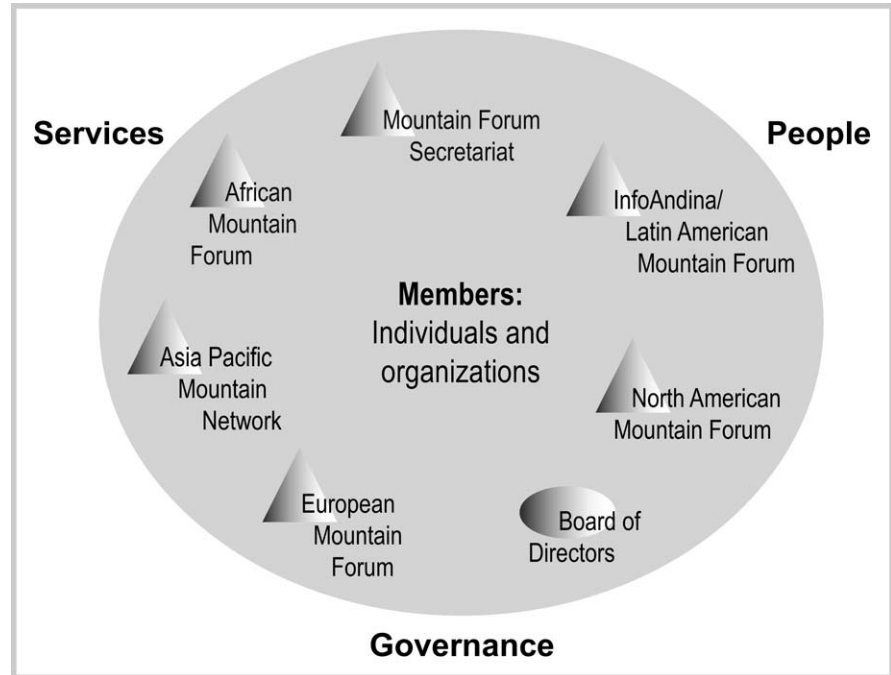 Services
People
Mountain Forum
Secretariat
African
Mountain
Forum
InfoAndina/
Latin American
Mountain Forum
Members:
Individuals and
organizations
Asia Pacific
Mountain
Network
North American
Mountain Forum
European
Mountain
Forum
Board of
Directors
Governance